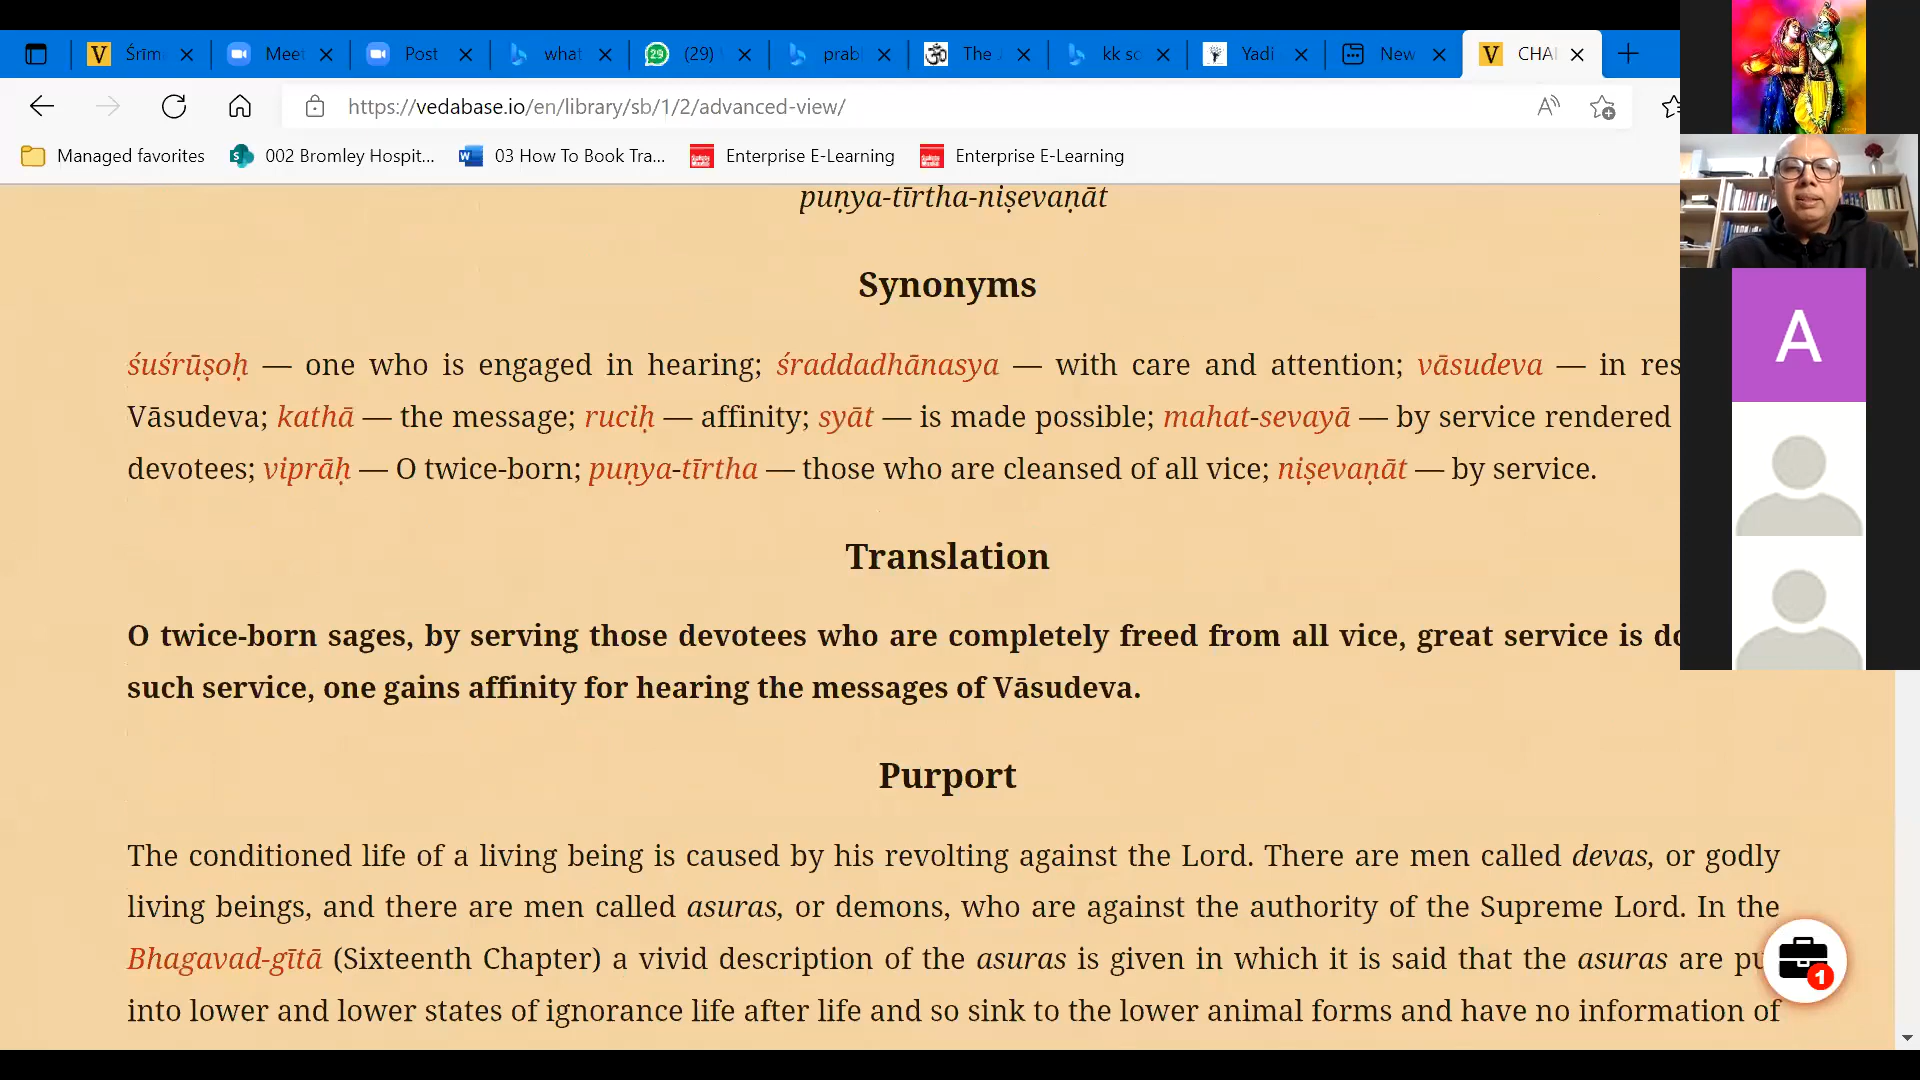 Śrīm
Meet
Post
what
(29)
prab
The
kk sc
Yadi
New
CHA
https://vedabase.io/en/library/sb/1/2/advanced-view/
Managed favorites
002 Bromley Hospit...
03 How To Book Tra...
Enterprise E-Learning
Enterprise E-Learning
puṇya-tīrtha-niṣevaṇāt
Synonyms
śuśrūṣoḥ — one who is engaged in hearing; śraddadhānasya — with care and attention; vāsudeva — in res
Vāsudeva; kathā — the message; ruciḥ — affinity; syāt — is made possible; mahat-sevayā — by service rendered
devotees; viprāḥ — O twice-born; puṇya-tīrtha — those who are cleansed of all vice; niṣevaṇāt — by service.
Translation
O twice-born sages, by serving those devotees who are completely freed from all vice, great service is do
such service, one gains affinity for hearing the messages of Vāsudeva.
Purport
The conditioned life of a living being is caused by his revolting against the Lord. There are men called devas, or godly
living beings, and there are men called asuras, or demons, who are against the authority of the Supreme Lord. In the
Bhagavad-gītā (Sixteenth Chapter) a vivid description of the asuras is given in which it is said that the asuras are pu
into lower and lower states of ignorance life after life and so sink to the lower animal forms and have no information of
A
1